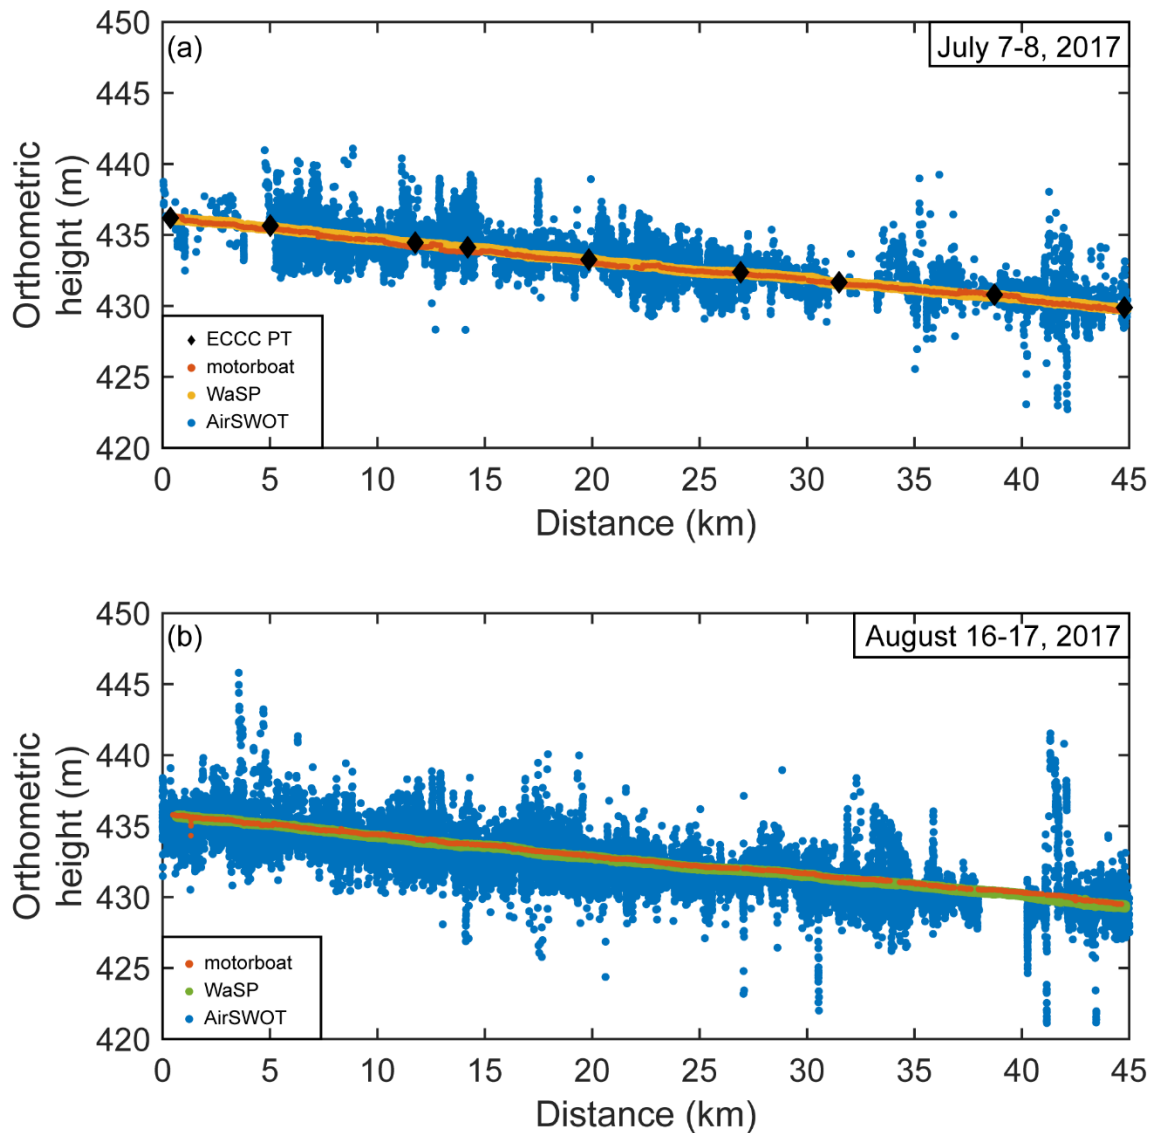 (a)
July 7-8, 2017
450
445
440
435
430
425
420
Orthometric
height (m)
ECCC PT
motorboat
WaSP
AirSWOT
0 5 10 15 20 25 30 35 40 45
Distance (km)
(b)
August 16-17, 2017
450
445
440
435
430
425
420
Orthometric
height (m)
motorboat
WaSP
AirSWOT
0 5 10 15 20 25 30 35 40 45
Distance (km)